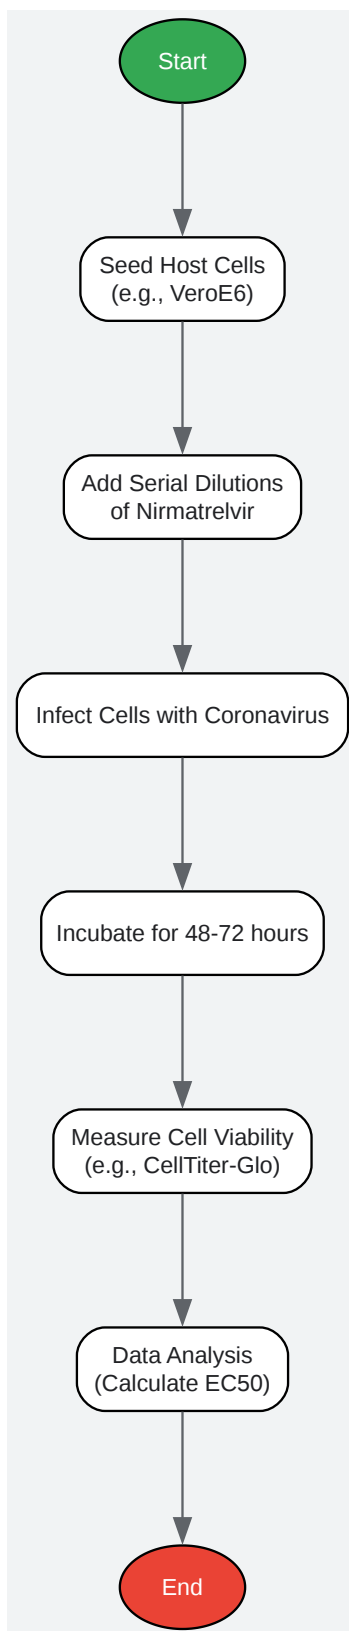 Start
Seed Host Cells
(e.g., VeroE6)
Add Serial Dilutions
of Nirmatrelvir
Infect Cells with Coronavirus
Incubate for 48-72 hours
Measure Cell Viability
(e.g., CellTiter-Glo)
Data Analysis
(Calculate EC50)
End